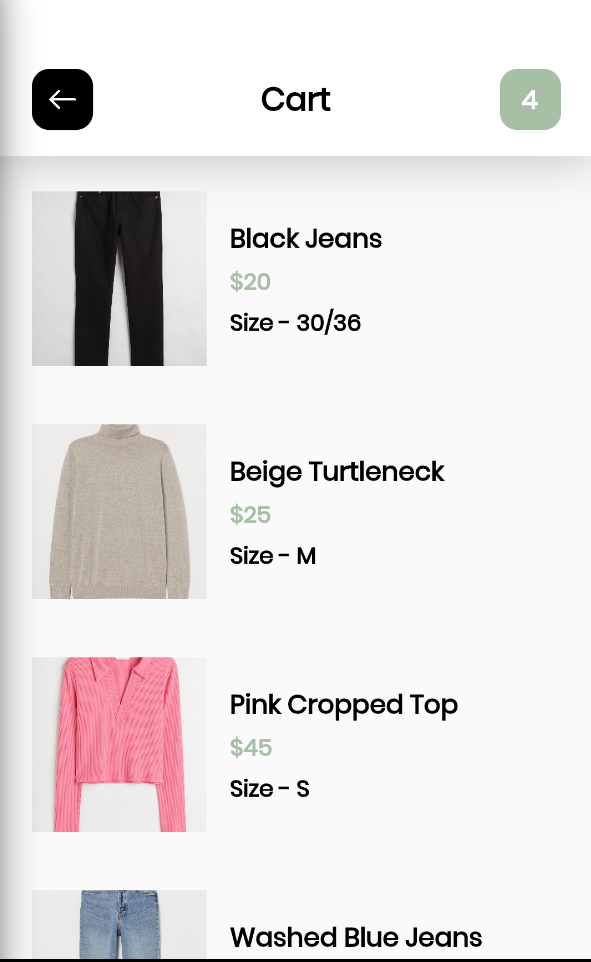 Cart
4
Black Jeans
$20
Size - 30/36
Beige Turtleneck
$25
Size - M
Pink Cropped Top
$45
Size - S
Washed Blue Jeans